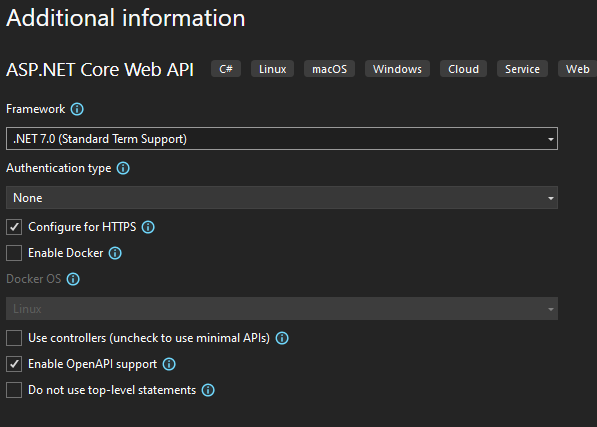 Additional information
ASP.NET Core Web API C# Linux macOS Windows Cloud Service Web
Framework
.NET 7.0 (Standard Term Support)
Authentication type
None
Configure for HTTPS
Enable Docker
Docker OS
Linux
Use controllers (uncheck to use minimal APIs)
Enable OpenAPI support
Do not use top-level statements